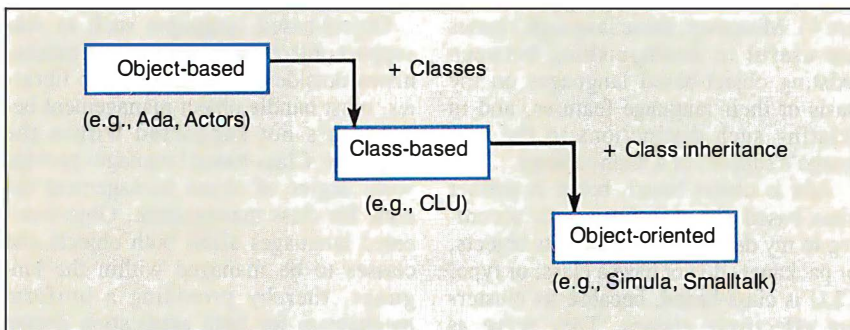 Object-based
+ Classes
(e.g., Ada, Actors)
Class-based
+ Class inheritance
(e.g., CLU)
Object-oriented
(e.g., Simula, Smalltalk)